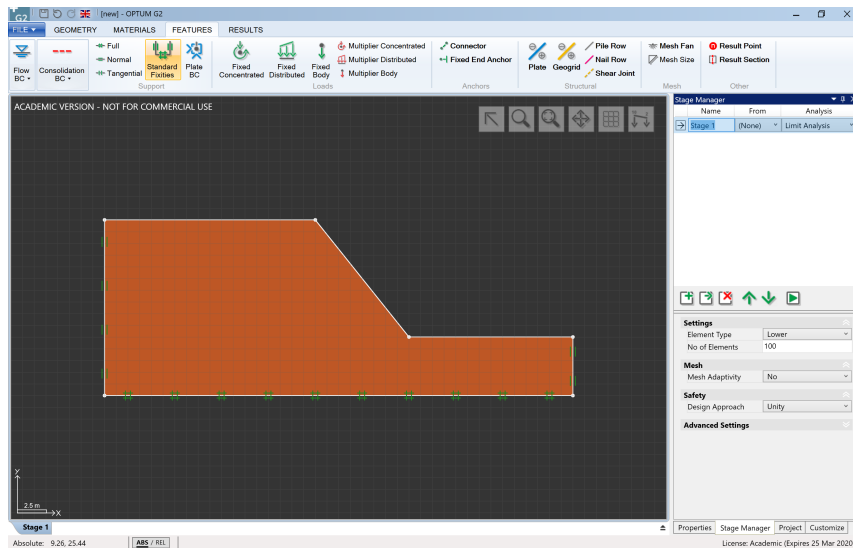 G2 [new] - OPTUM G2
FILE GEOMETRY MATERIALS FEATURES RESULTS
Flow BC
Consolidation BC
Full
Normal
Tangential
Standard Fixities
Plate BC
Support
Fixed Concentrated
Fixed Distributed
Fixed Body
Multiplier Concentrated
Multiplier Distributed
Multiplier Body
Loads
Connector
Fixed End Anchor
Anchors
Plate
Geogrid
Pile Row
Nail Row
Shear Joint
Structural
Mesh Fan
Mesh Size
Mesh
Result Point
Result Section
Other
ACADEMIC VERSION - NOT FOR COMMERCIAL USE
Y
2.5 m
X
Stage Manager
Name From Analysis
Stage 1 (None) Limit Analysis
Settings
Element Type Lower
No of Elements 100
Mesh
Mesh Adaptivity No
Safety
Design Approach Unity
Advanced Settings
Stage 1
Properties Stage Manager Project Customize
Absolute: 9.26, 25.44 ABS / REL License: Academic (Expires 25 Mar 2020